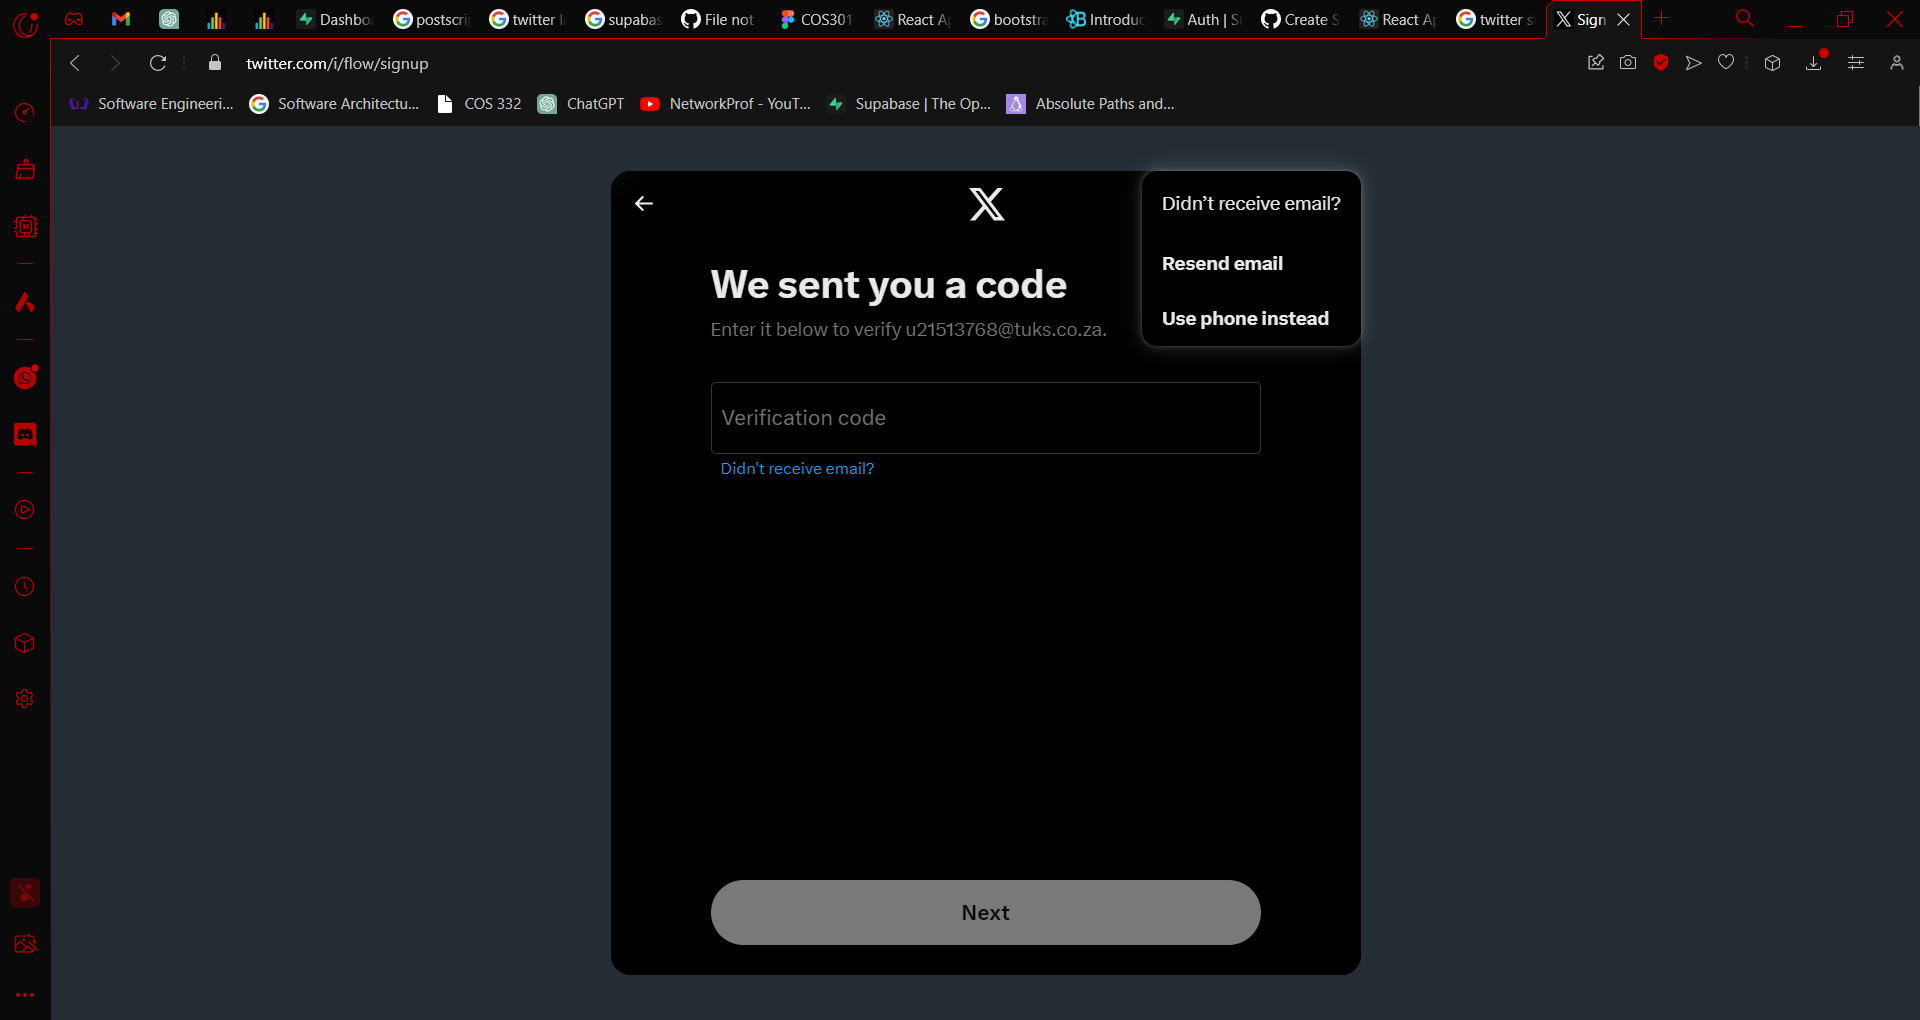 Dashbo
postscri
twitter l
supabas
File not
COS301
React A
bootstra
Introduc
Auth | S
Create S
React Ap
twitter s
Sign
twitter.com/i/flow/signup
Software Engineeri...
Software Architectu...
COS 332
ChatGPT
NetworkProf - YouT...
Supabase | The Op...
Absolute Paths and...
Didn’t receive email?
Resend email
Use phone instead
We sent you a code
Enter it below to verify u21513768@tuks.co.za.
Verification code
Didn't receive email?
Next